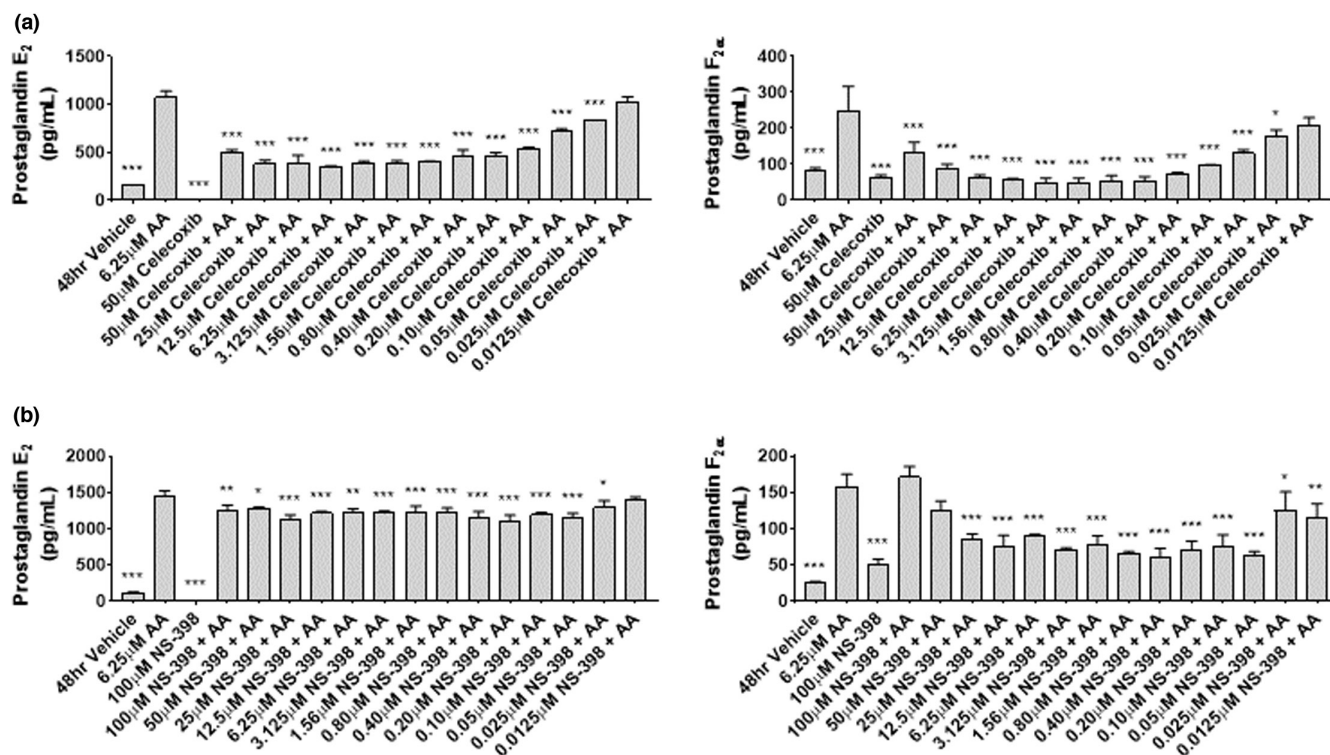 (a)
Prostaglandin E2
(pg/mL)
1500
1000
500
0
*** *** *** *** *** *** *** *** *** *** *** *** *** ***
48hr Vehicle
6.25μM AA
50μM Celecoxib
50μM Celecoxib + AA
25μM Celecoxib + AA
12.5μM Celecoxib + AA
6.25μM Celecoxib + AA
3.125μM Celecoxib + AA
1.56μM Celecoxib + AA
0.80μM Celecoxib + AA
0.40μM Celecoxib + AA
0.20μM Celecoxib + AA
0.10μM Celecoxib + AA
0.05μM Celecoxib + AA
0.025μM Celecoxib + AA
0.0125μM Celecoxib + AA
Prostaglandin F2α
(pg/mL)
400
300
200
100
0
*** *** *** *** *** *** *** *** *** *** *** *** *** *
48hr Vehicle
6.25μM AA
50μM Celecoxib
50μM Celecoxib + AA
25μM Celecoxib + AA
12.5μM Celecoxib + AA
6.25μM Celecoxib + AA
3.125μM Celecoxib + AA
1.56μM Celecoxib + AA
0.80μM Celecoxib + AA
0.40μM Celecoxib + AA
0.20μM Celecoxib + AA
0.10μM Celecoxib + AA
0.05μM Celecoxib + AA
0.025μM Celecoxib + AA
0.0125μM Celecoxib + AA
(b)
Prostaglandin E2
(pg/mL)
2000
1500
1000
500
0
*** *** ** * *** *** ** *** *** *** *** *** *** *** *
48hr Vehicle
6.25μM AA
100μM NS-398
100μM NS-398 + AA
50μM NS-398 + AA
25μM NS-398 + AA
12.5μM NS-398 + AA
6.25μM NS-398 + AA
3.125μM NS-398 + AA
1.56μM NS-398 + AA
0.80μM NS-398 + AA
0.40μM NS-398 + AA
0.20μM NS-398 + AA
0.10μM NS-398 + AA
0.05μM NS-398 + AA
0.025μM NS-398 + AA
0.0125μM NS-398 + AA
Prostaglandin F2α
(pg/mL)
200
150
100
50
0
*** *** *** *** *** *** *** *** *** *** *** *** * **
48hr Vehicle
6.25μM AA
100μM NS-398
100μM NS-398 + AA
50μM NS-398 + AA
25μM NS-398 + AA
12.5μM NS-398 + AA
6.25μM NS-398 + AA
3.125μM NS-398 + AA
1.56μM NS-398 + AA
0.80μM NS-398 + AA
0.40μM NS-398 + AA
0.20μM NS-398 + AA
0.10μM NS-398 + AA
0.05μM NS-398 + AA
0.025μM NS-398 + AA
0.0125μM NS-398 + AA